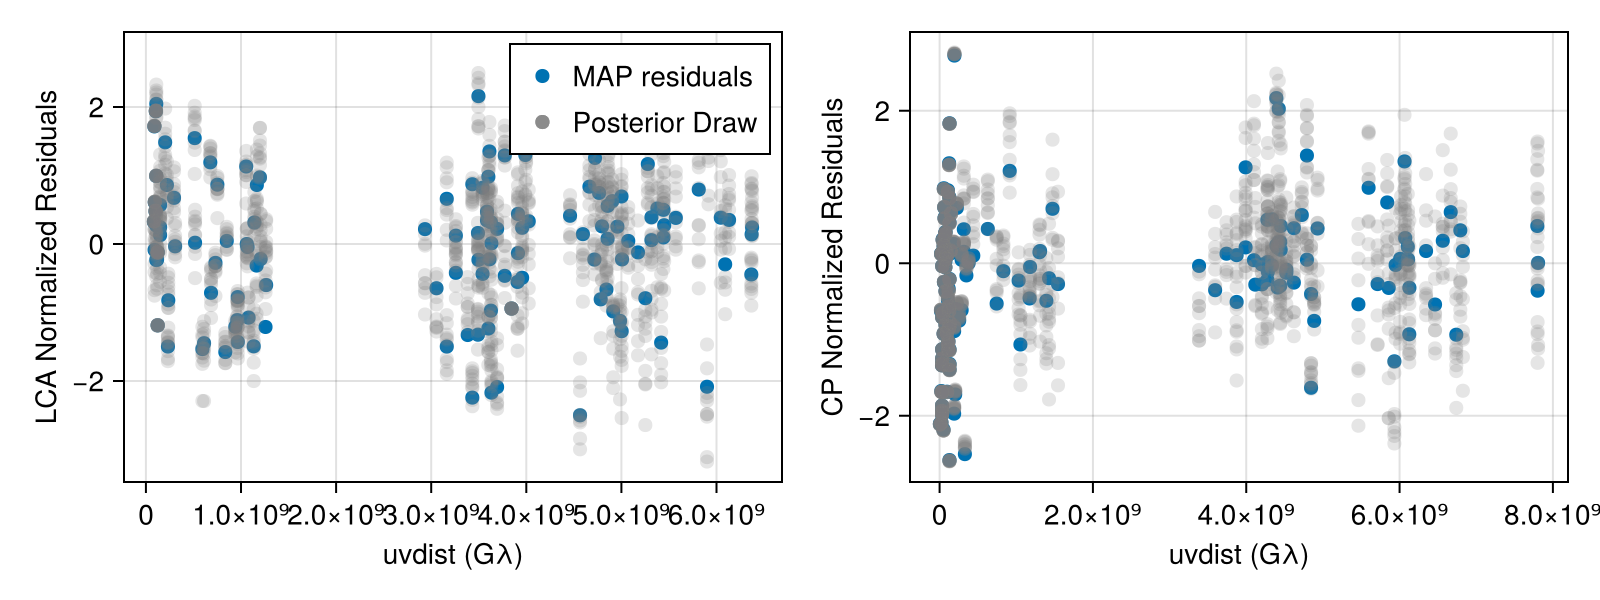 LCA Normalized Residuals
2
0
−2
MAP residuals
Posterior Draw
0 1.0×10⁹ 2.0×10⁹ 3.0×10⁹ 4.0×10⁹ 5.0×10⁹ 6.0×10⁹
uvdist (Gλ)
CP Normalized Residuals
2
0
−2
0 2.0×10⁹ 4.0×10⁹ 6.0×10⁹ 8.0×10⁹
uvdist (Gλ)